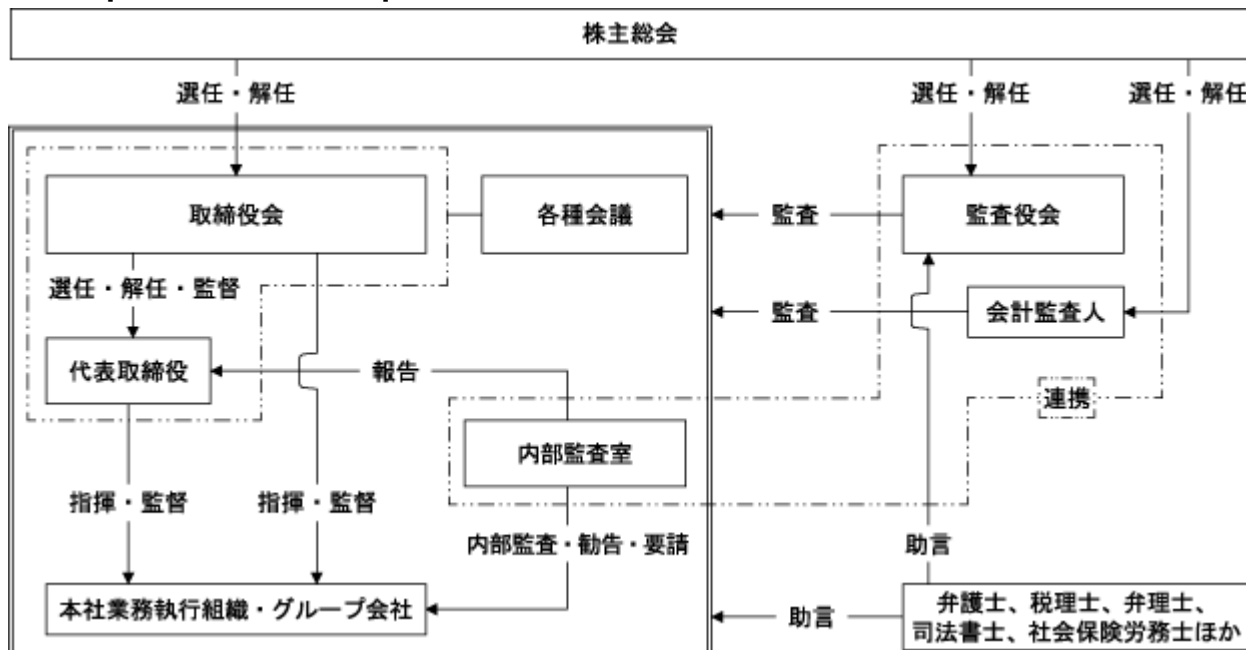 株主総会
選任・解任
選任・解任
選任・解任
取締役会
各種会議
監査
監査役会
選任・解任・監督
監査
会計監査人
代表取締役
報告
連携
内部監査室
指揮・監督
指揮・監督
内部監査・勧告・要請
助言
本社業務執行組織・グループ会社
助言
弁護士、税理士、弁理士、
司法書士、社会保険労務士ほか